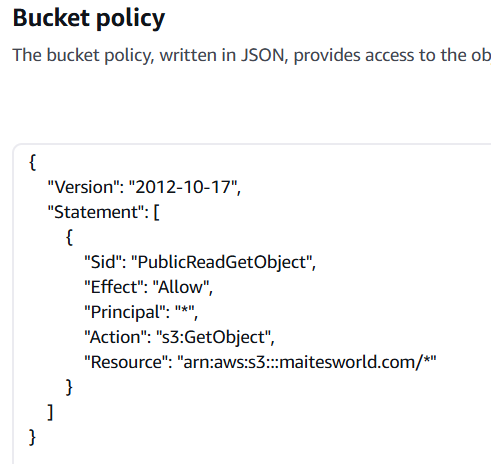 Bucket policy
The bucket policy, written in JSON, provides access to the ob
{
"Version": "2012-10-17",
"Statement": [
{
"Sid": "PublicReadGetObject",
"Effect": "Allow",
"Principal": "*",
"Action": "s3:GetObject",
"Resource": "arn:aws:s3:::maitesworld.com/*"
}
]
}